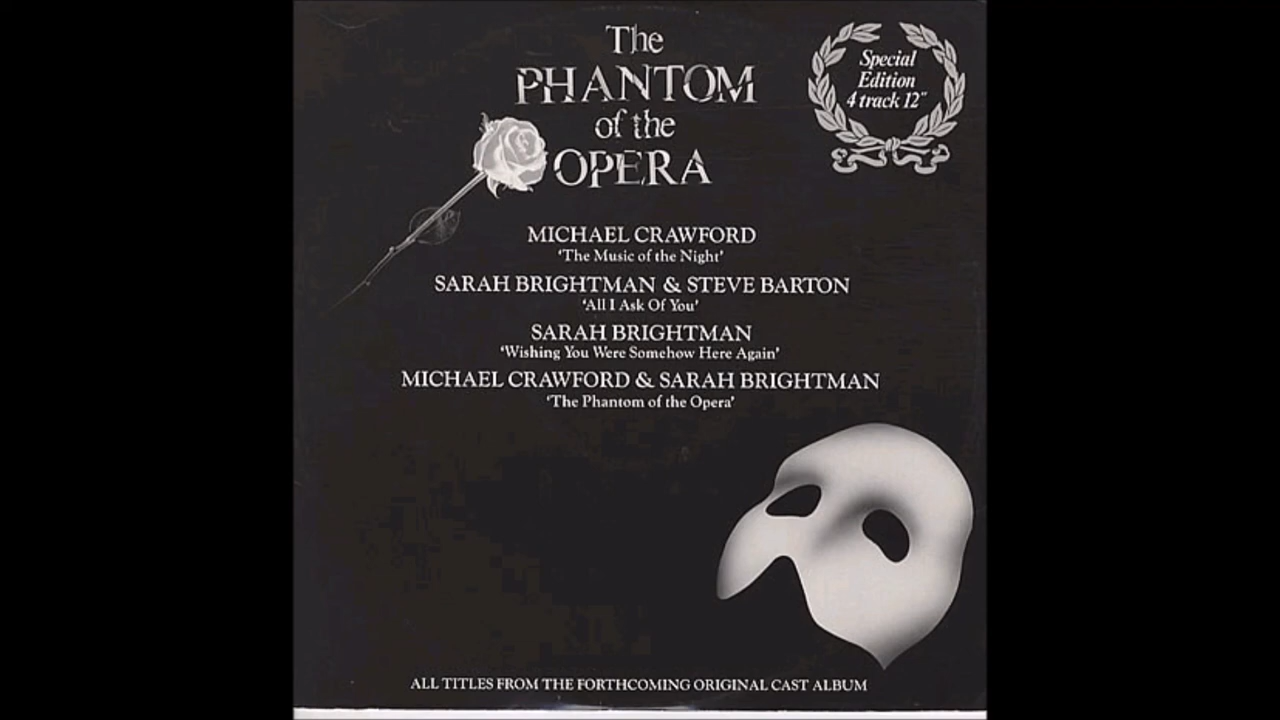 The
PHANTOM
of the
OPERA
Special
Edition
4 track 12"
MICHAEL CRAWFORD
'The Music of the Night'
SARAH BRIGHTMAN & STEVE BARTON
'All I Ask Of You'
SARAH BRIGHTMAN
'Wishing You Were Somehow Here Again'
MICHAEL CRAWFORD & SARAH BRIGHTMAN
'The Phantom of the Opera'
ALL TITLES FROM THE FORTHCOMING ORIGINAL CAST ALBUM